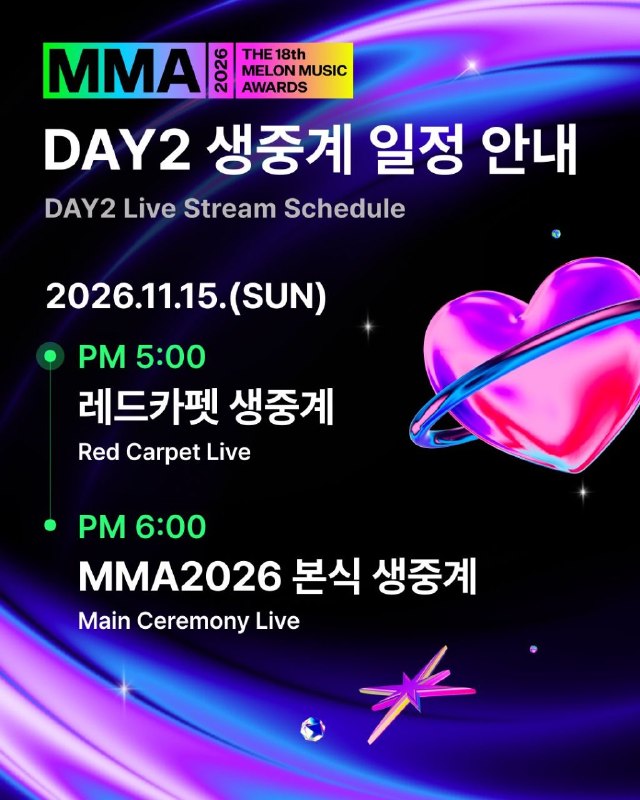 MMA 2026 THE 18th
MELON MUSIC
AWARDS
DAY2 생중계 일정 안내
DAY2 Live Stream Schedule
2026.11.15.(SUN)
PM 5:00
레드카펫 생중계
Red Carpet Live
PM 6:00
MMA2026 본식 생중계
Main Ceremony Live